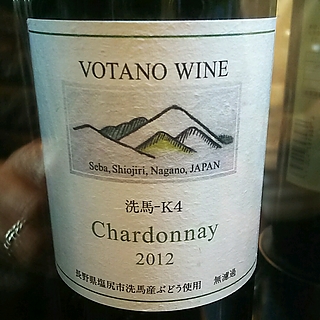 VOTANO WINE
Seba, Shiojiri, Nagano, JAPAN
洗馬-K4
Chardonnay
2012
長野県塩尻市洗馬産ぶどう使用 無濾過